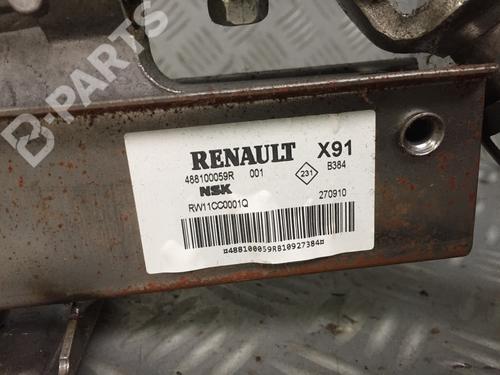 B-PARTS
RENAULT X91
488100059R 001 231 B384
NSK
RW11CC0001Q 270910
¤488100059R810927384¤